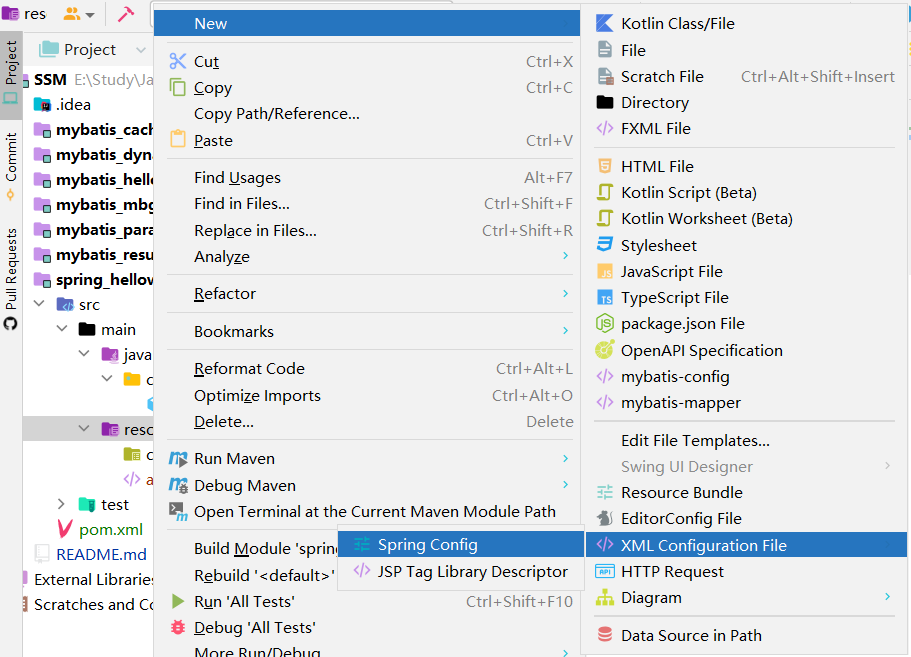 res
Project
Commit
Pull Requests
Project
SSM E:\Study\Ja
.idea
mybatis_cach
mybatis_dyna
mybatis_hello
mybatis_mbg
mybatis_para
mybatis_resu
spring_hellow
src
main
java
c
resc
c
a
test
pom.xml
README.md
External Libraries
Scratches and Co
New
Cut Ctrl+X
Copy Ctrl+C
Copy Path/Reference...
Paste Ctrl+V
Find Usages Alt+F7
Find in Files... Ctrl+Shift+F
Replace in Files... Ctrl+Shift+R
Analyze
Refactor
Bookmarks
Reformat Code Ctrl+Alt+L
Optimize Imports Ctrl+Alt+O
Delete... Delete
Run Maven
Debug Maven
Open Terminal at the Current Maven Module Path
Build Module 'spring
Rebuild '<default>'
Run 'All Tests' Ctrl+Shift+F10
Debug 'All Tests'
More Run/Debug
Spring Config
JSP Tag Library Descriptor
Kotlin Class/File
File
Scratch File Ctrl+Alt+Shift+Insert
Directory
FXML File
HTML File
Kotlin Script (Beta)
Kotlin Worksheet (Beta)
Stylesheet
JavaScript File
TypeScript File
package.json File
OpenAPI Specification
mybatis-config
mybatis-mapper
Edit File Templates...
Swing UI Designer
Resource Bundle
EditorConfig File
XML Configuration File
HTTP Request
Diagram
Data Source in Path